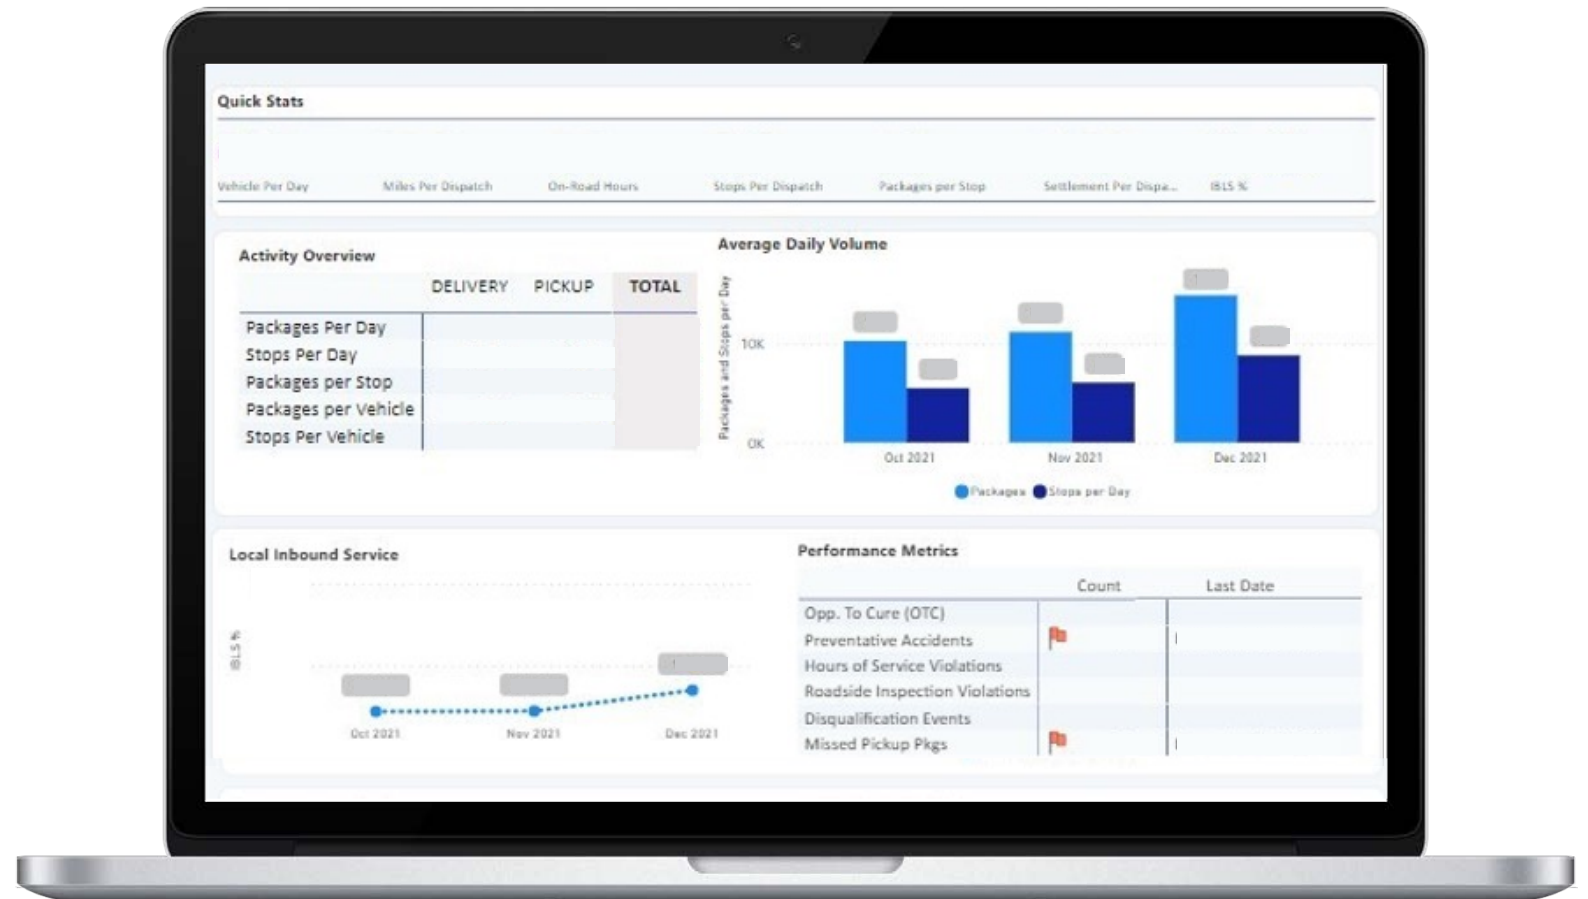 Quick Stats
Vehicle Per Day Miles Per Dispatch On-Road Hours Stops Per Dispatch Packages per Stop Settlement Per Dispa... IBLS %
Activity Overview
DELIVERY PICKUP TOTAL
Packages Per Day
Stops Per Day
Packages per Stop
Packages per Vehicle
Stops Per Vehicle
Average Daily Volume
Packages and Stops per Day
10K
0K
Oct 2021 Nov 2021 Dec 2021
Packages Stops per Day
Local Inbound Service
IBLS %
Oct 2021 Nov 2021 Dec 2021
Performance Metrics
Count Last Date
Opp. To Cure (OTC)
Preventative Accidents
Hours of Service Violations
Roadside Inspection Violations
Disqualification Events
Missed Pickup Pkgs